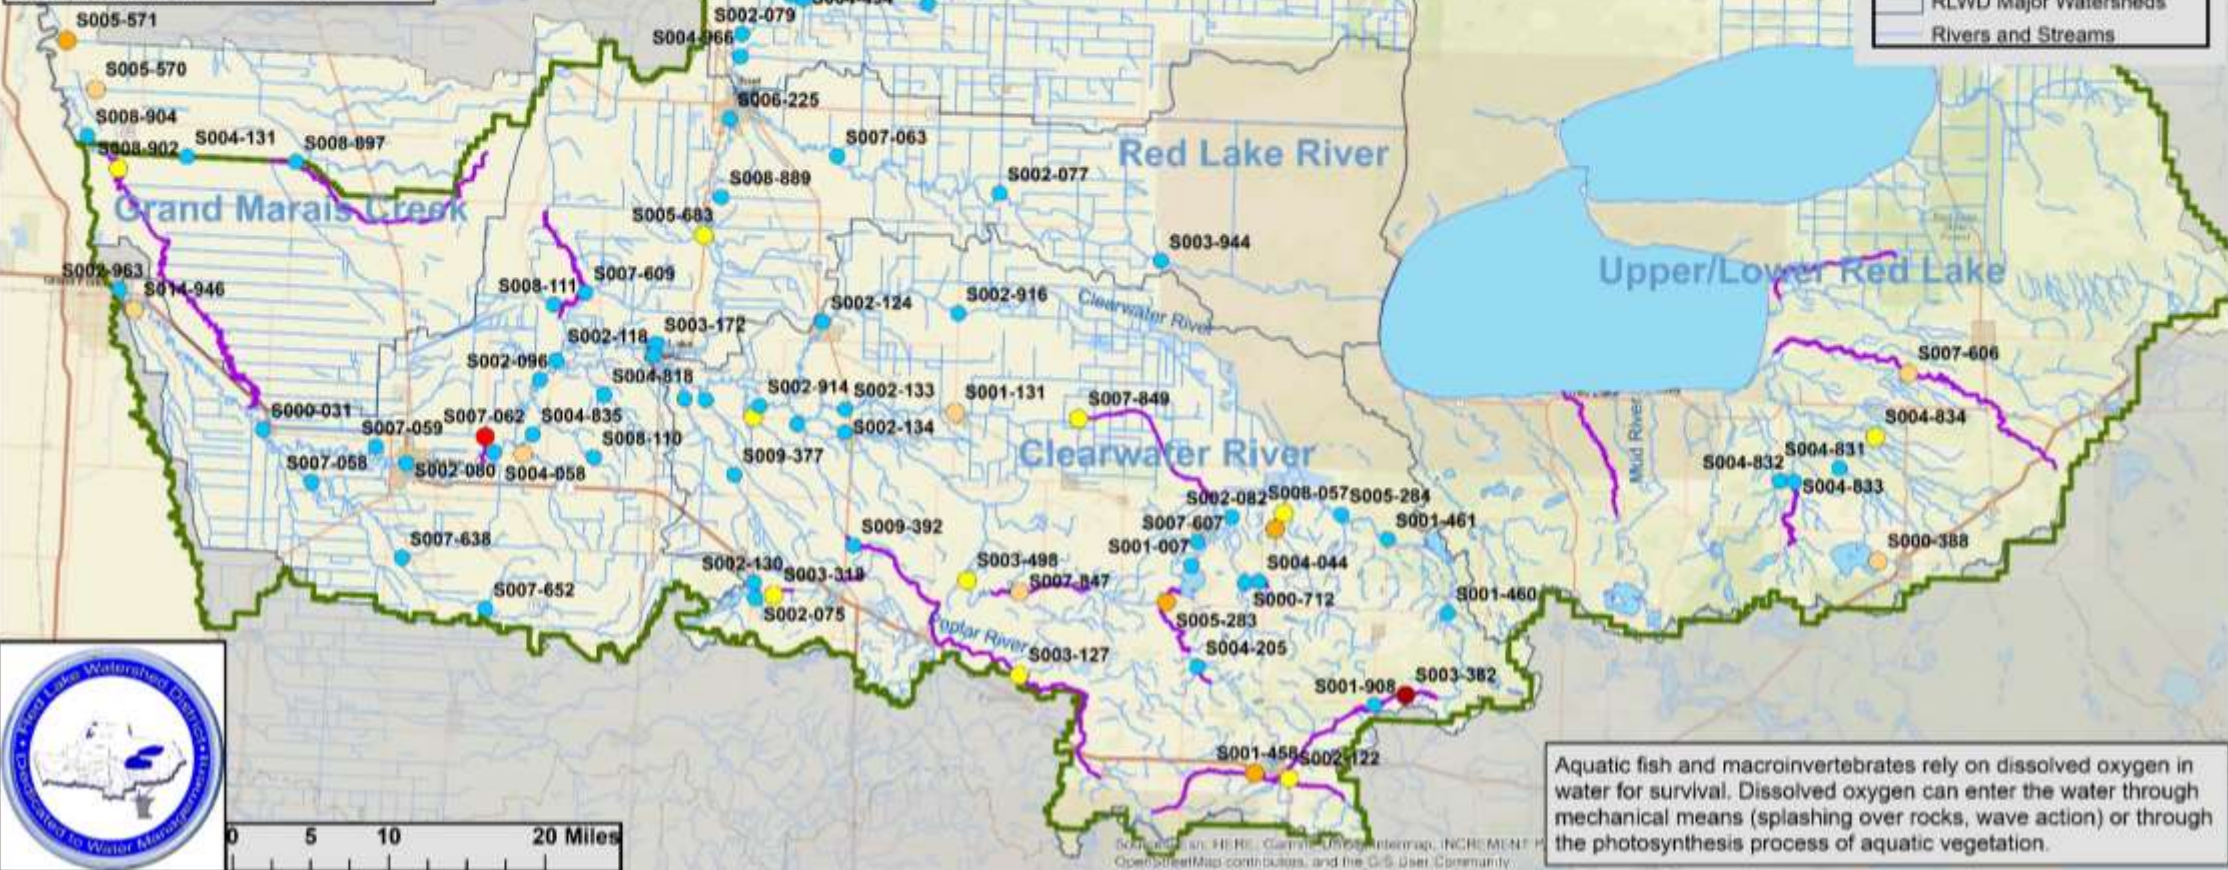 RLWD Major Watersheds
Rivers and Streams
S005-571
S002-079
S004-966
S005-570
S006-225
S008-904
S004-131
S008-897
S007-063
S008-902
Red Lake River
S008-889
S002-077
Grand Marais Creek
S005-683
S003-944
S002-963
S007-609
Upper/Lower Red Lake
S014-946
S008-111
S002-124
S002-916
Clearwater River
S002-118
S003-172
S002-096
S007-606
S004-818
S002-914
S002-133
S001-131
S007-849
S000-031
S007-062
S004-835
S004-834
S007-059
S002-134
S008-110
Clearwater River
Mud River
S004-831
S007-058
S002-080
S004-058
S009-377
S004-832
S004-833
S002-082
S008-057
S005-284
S009-392
S007-607
S001-461
S007-638
S001-007
S000-388
S003-498
S004-044
S002-130
S003-318
S007-847
S007-652
S000-712
S001-460
S002-075
S005-283
Poplar River
S003-127
S004-205
S003-382
S001-908
S001-458
S002-122
Red Lake Watershed District
Dedicated to Water Management
0 5 10 20 Miles
Aquatic fish and macroinvertebrates rely on dissolved oxygen in
water for survival. Dissolved oxygen can enter the water through
mechanical means (splashing over rocks, wave action) or through
the photosynthesis process of aquatic vegetation.
OpenStreetMap contributors, and the GIS User Community